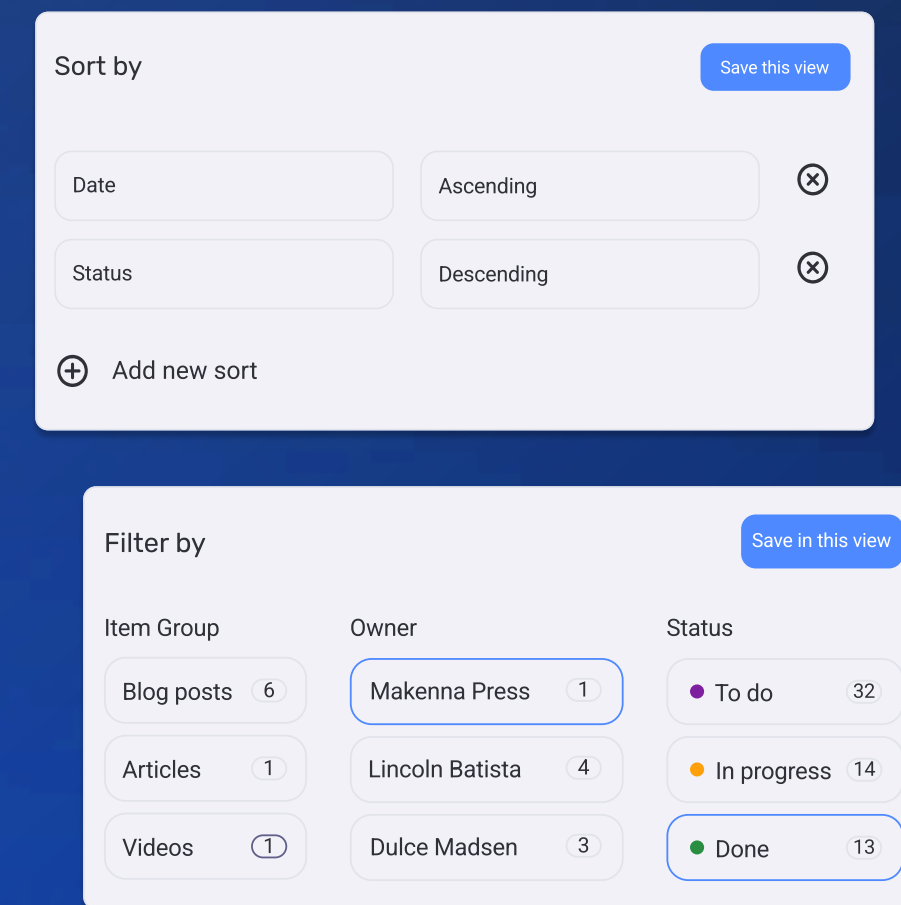 Sort by
Save this view
Date
Ascending
Status
Descending
Add new sort
Filter by
Save in this view
Item Group
Owner
Status
Blog posts 6
Makenna Press 1
To do 32
Articles 1
Lincoln Batista 4
In progress 14
Videos 1
Dulce Madsen 3
Done 13